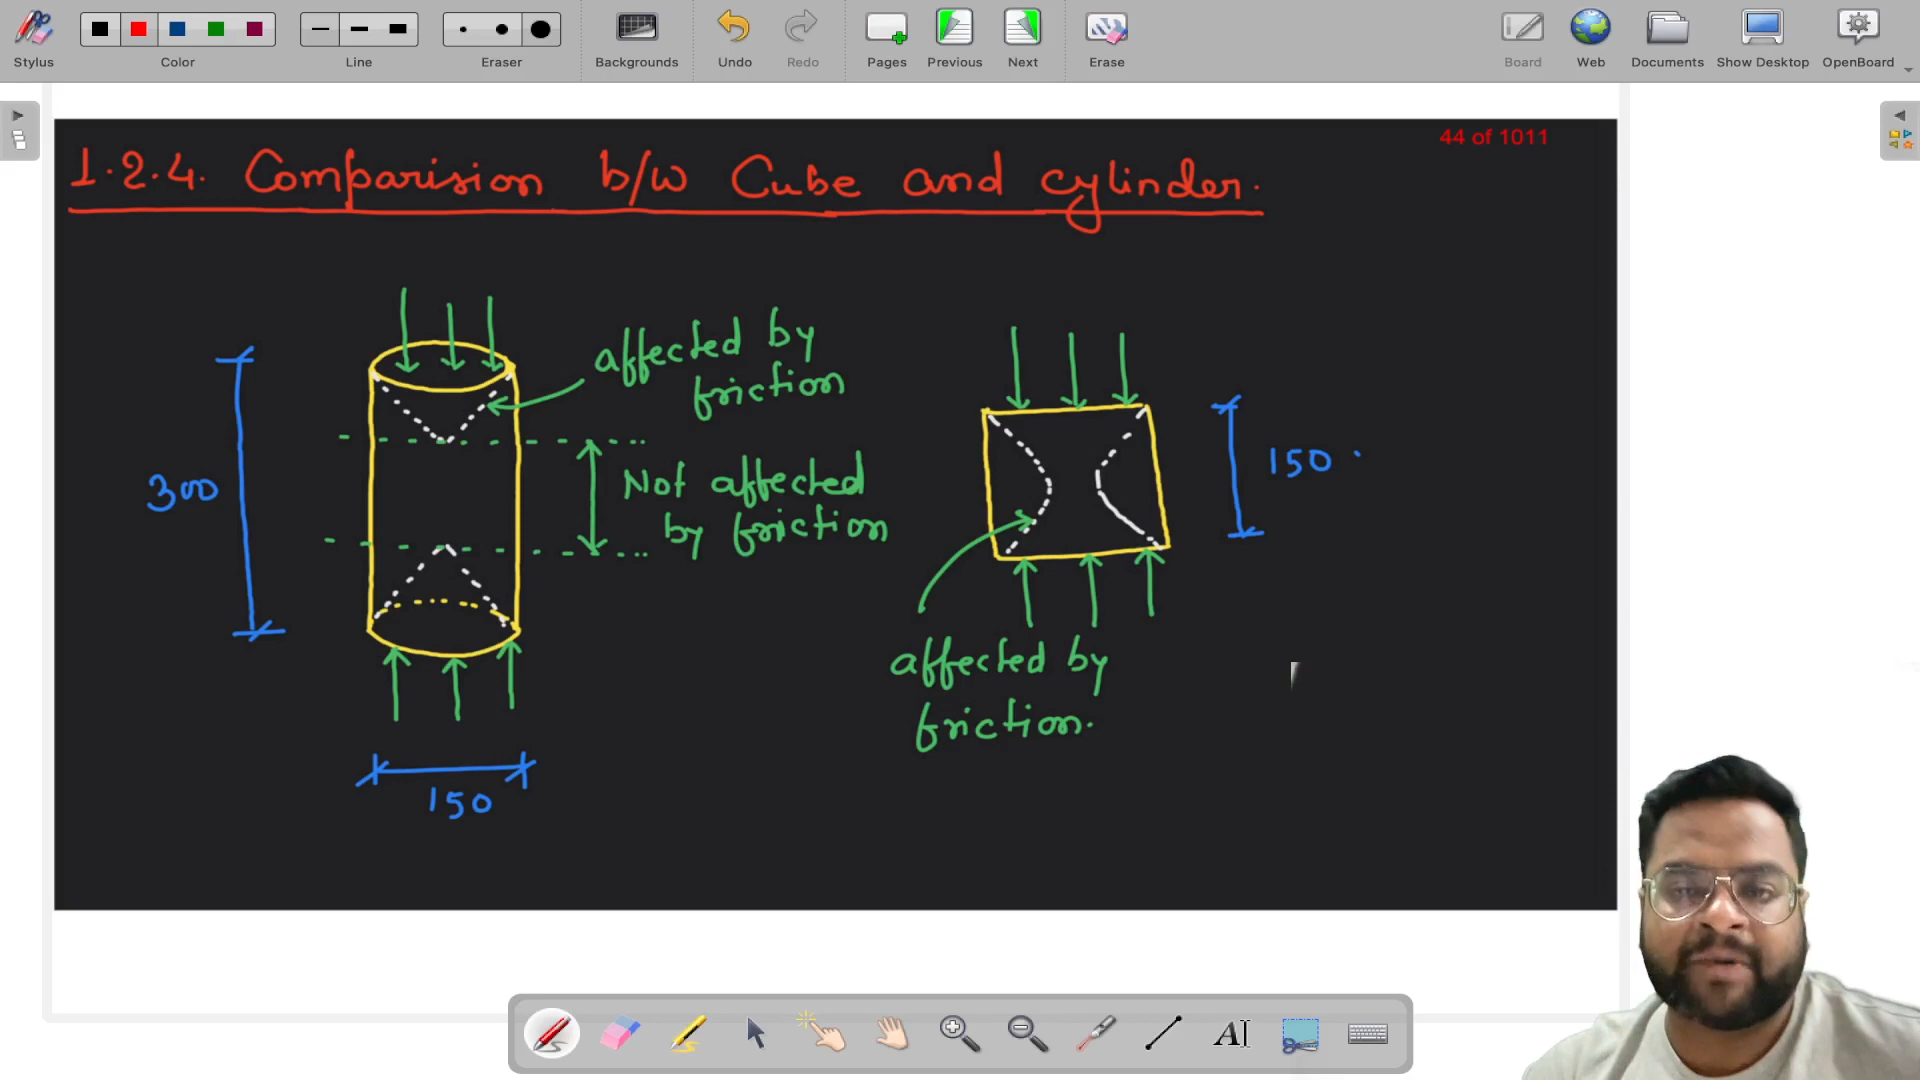 Stylus
Color
Line
Eraser
Backgrounds
Undo
Redo
Pages
Previous
Next
Erase
Board
Web
Documents
Show Desktop
OpenBoard
44 of 1011
1.2.4. Comparision b/w Cube and cylinder.
affected by
friction
300
Not affected
by friction
150
150
affected by
friction.